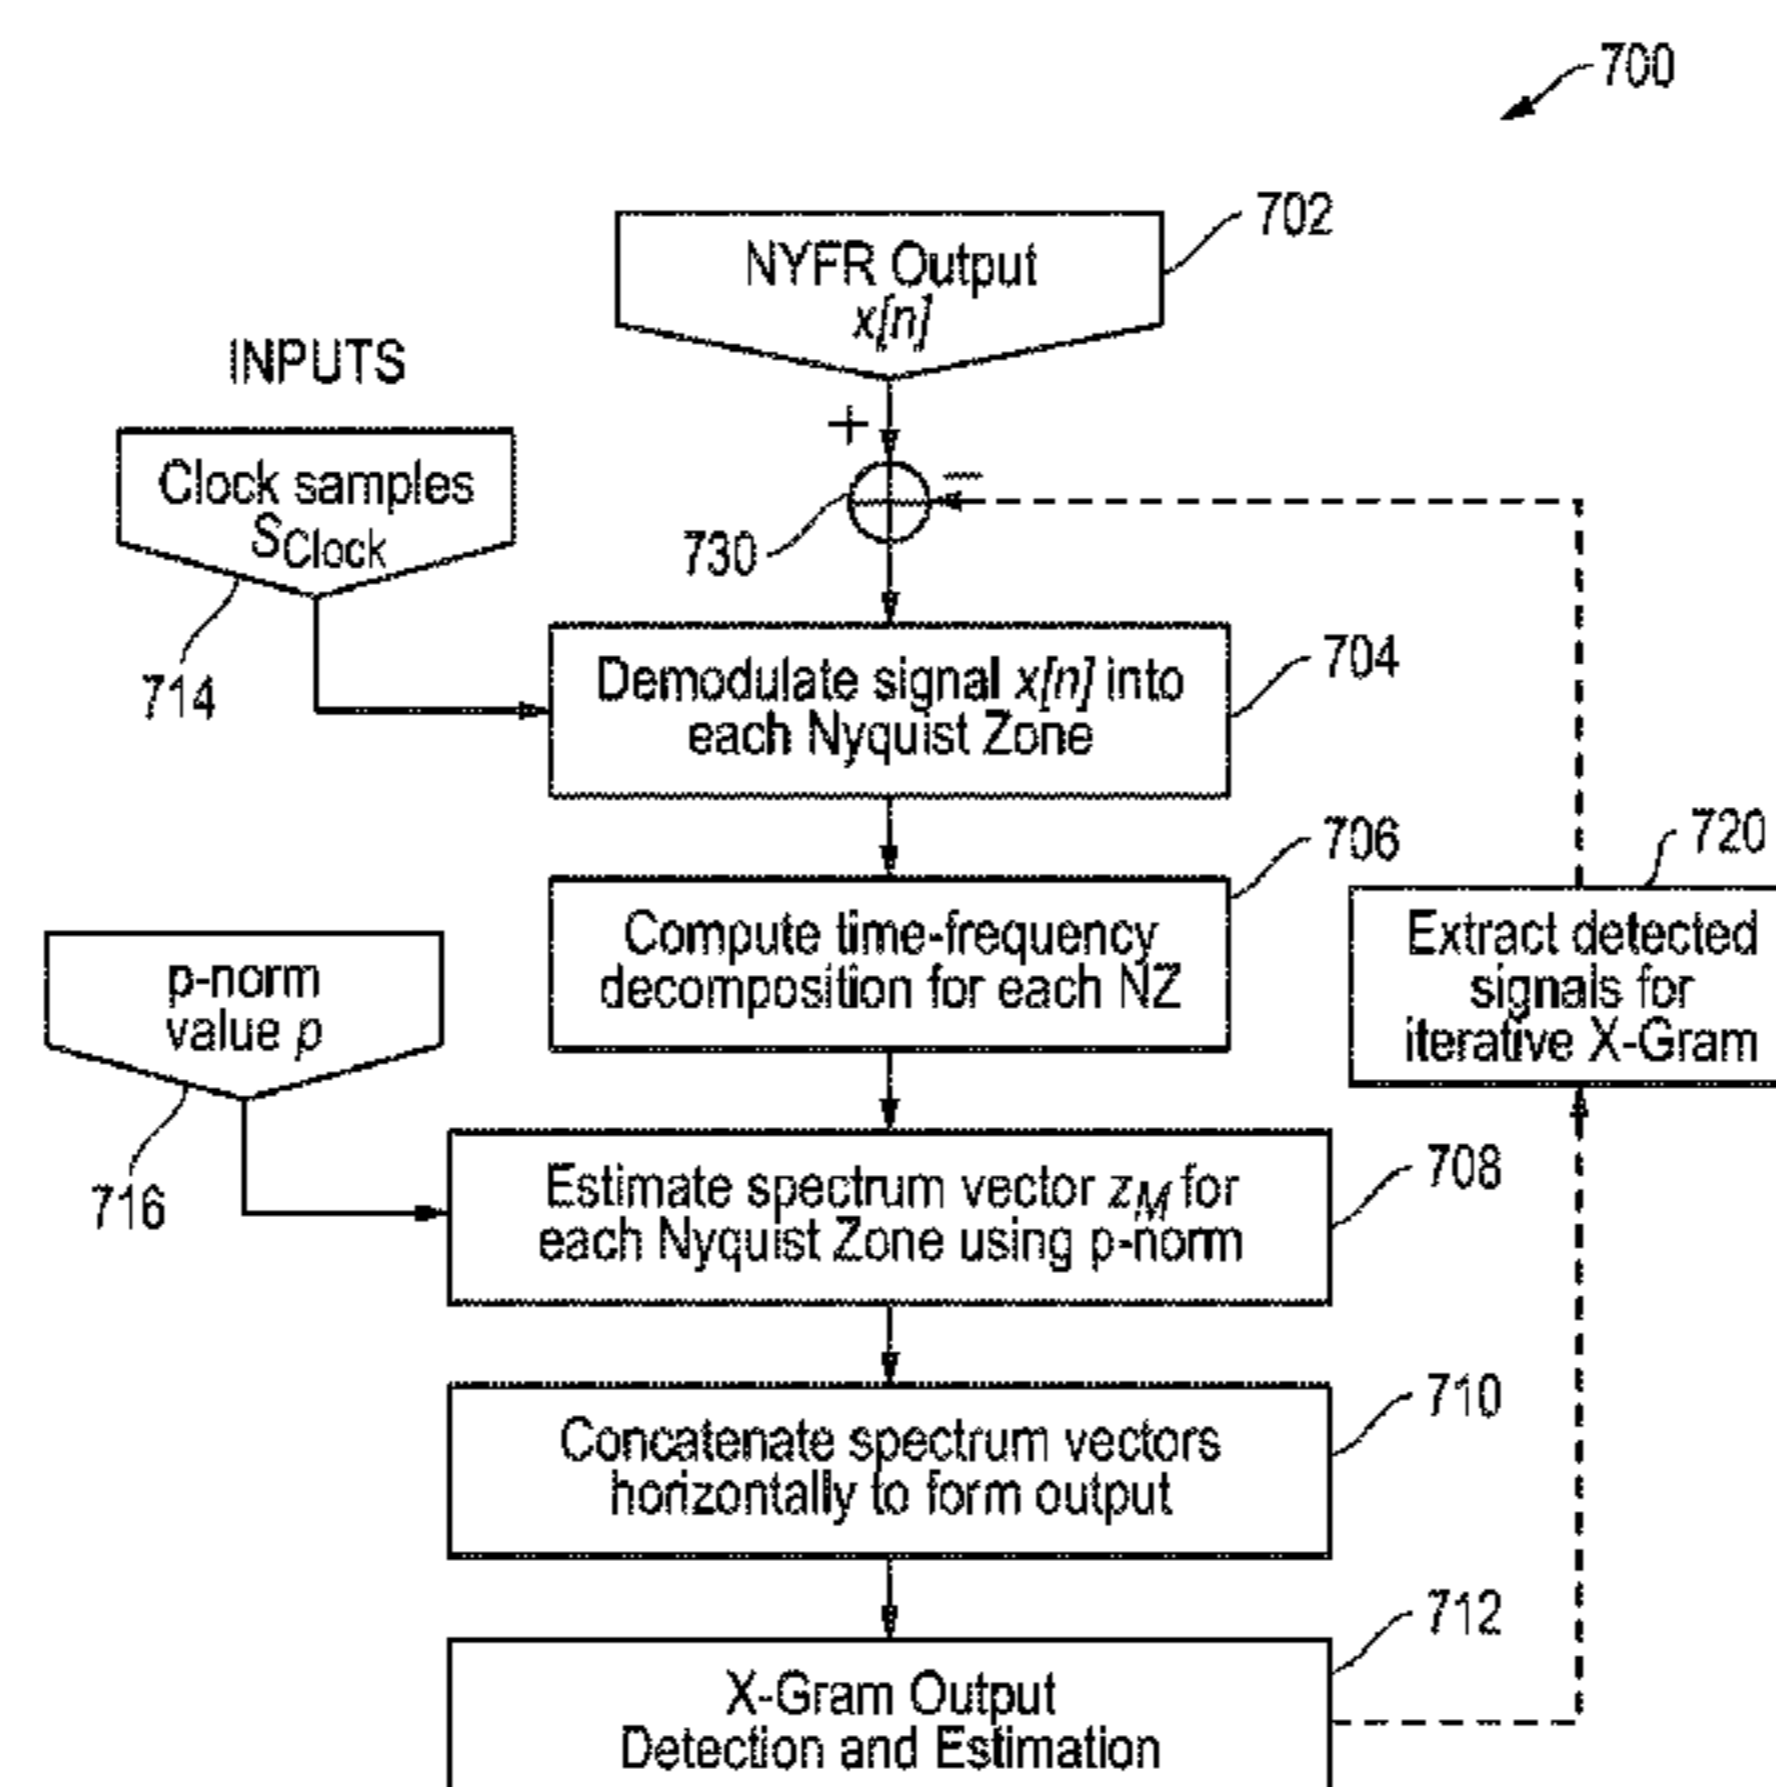 700
702
NYFR Output
x[n]
INPUTS
+
−
Clock samples
SClock
730
714
Demodulate signal x[n] into
each Nyquist Zone
704
706
720
Compute time-frequency
decomposition for each NZ
Extract detected
signals for
iterative X-Gram
p-norm
value p
716
Estimate spectrum vector zM for
each Nyquist Zone using p-norm
708
Concatenate spectrum vectors
horizontally to form output
710
712
X-Gram Output
Detection and Estimation